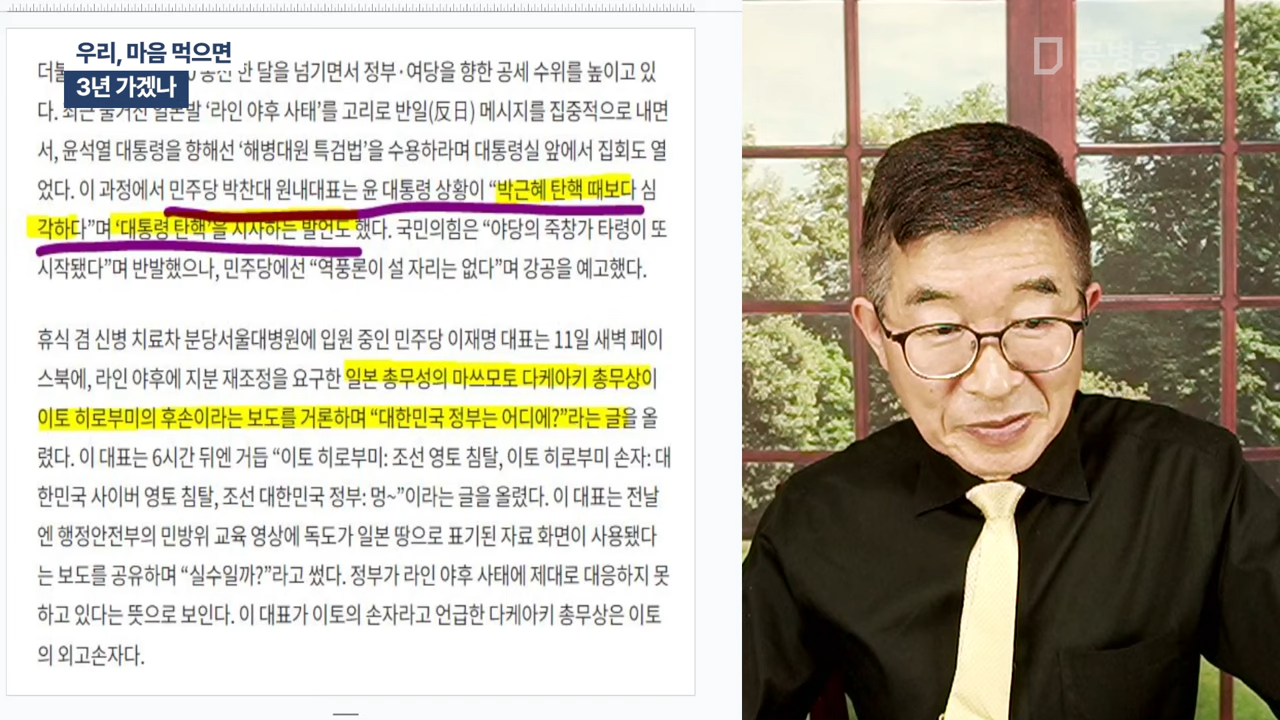 우리, 마음 먹으면
3년 가겠나
한 달을 넘기면서 정부·여당을 향한 공세 수위를 높이고 있
다. 최근 불거진 일본발 ‘라인 야후 사태’를 고리로 반일(反日) 메시지를 집중적으로 내면
서, 윤석열 대통령을 향해선 ‘해병대원 특검법’을 수용하라며 대통령실 앞에서 집회도 열
었다. 이 과정에서 민주당 박찬대 원내대표는 윤 대통령 상황이 “박근혜 탄핵 때보다 심
각하다”며 ‘대통령 탄핵’을 시사하는 발언도 했다. 국민의힘은 “야당의 죽창가 타령이 또
시작됐다”며 반발했으나, 민주당에선 “역풍론이 설 자리는 없다”며 강공을 예고했다.
휴식 겸 신병 치료차 분당서울대병원에 입원 중인 민주당 이재명 대표는 11일 새벽 페이
스북에, 라인 야후에 지분 재조정을 요구한 일본 총무성의 마쓰모토 다케아키 총무상이
이토 히로부미의 후손이라는 보도를 거론하며 “대한민국 정부는 어디에?”라는 글을 올
렸다. 이 대표는 6시간 뒤엔 거듭 “이토 히로부미: 조선 영토 침탈, 이토 히로부미 손자: 대
한민국 사이버 영토 침탈, 조선 대한민국 정부: 멍~”이라는 글을 올렸다. 이 대표는 전날
엔 행정안전부의 민방위 교육 영상에 독도가 일본 땅으로 표기된 자료 화면이 사용됐다
는 보도를 공유하며 “실수일까?”라고 썼다. 정부가 라인 야후 사태에 제대로 대응하지 못
하고 있다는 뜻으로 보인다. 이 대표가 이토의 손자라고 언급한 다케아키 총무상은 이토
의 외고손자다.